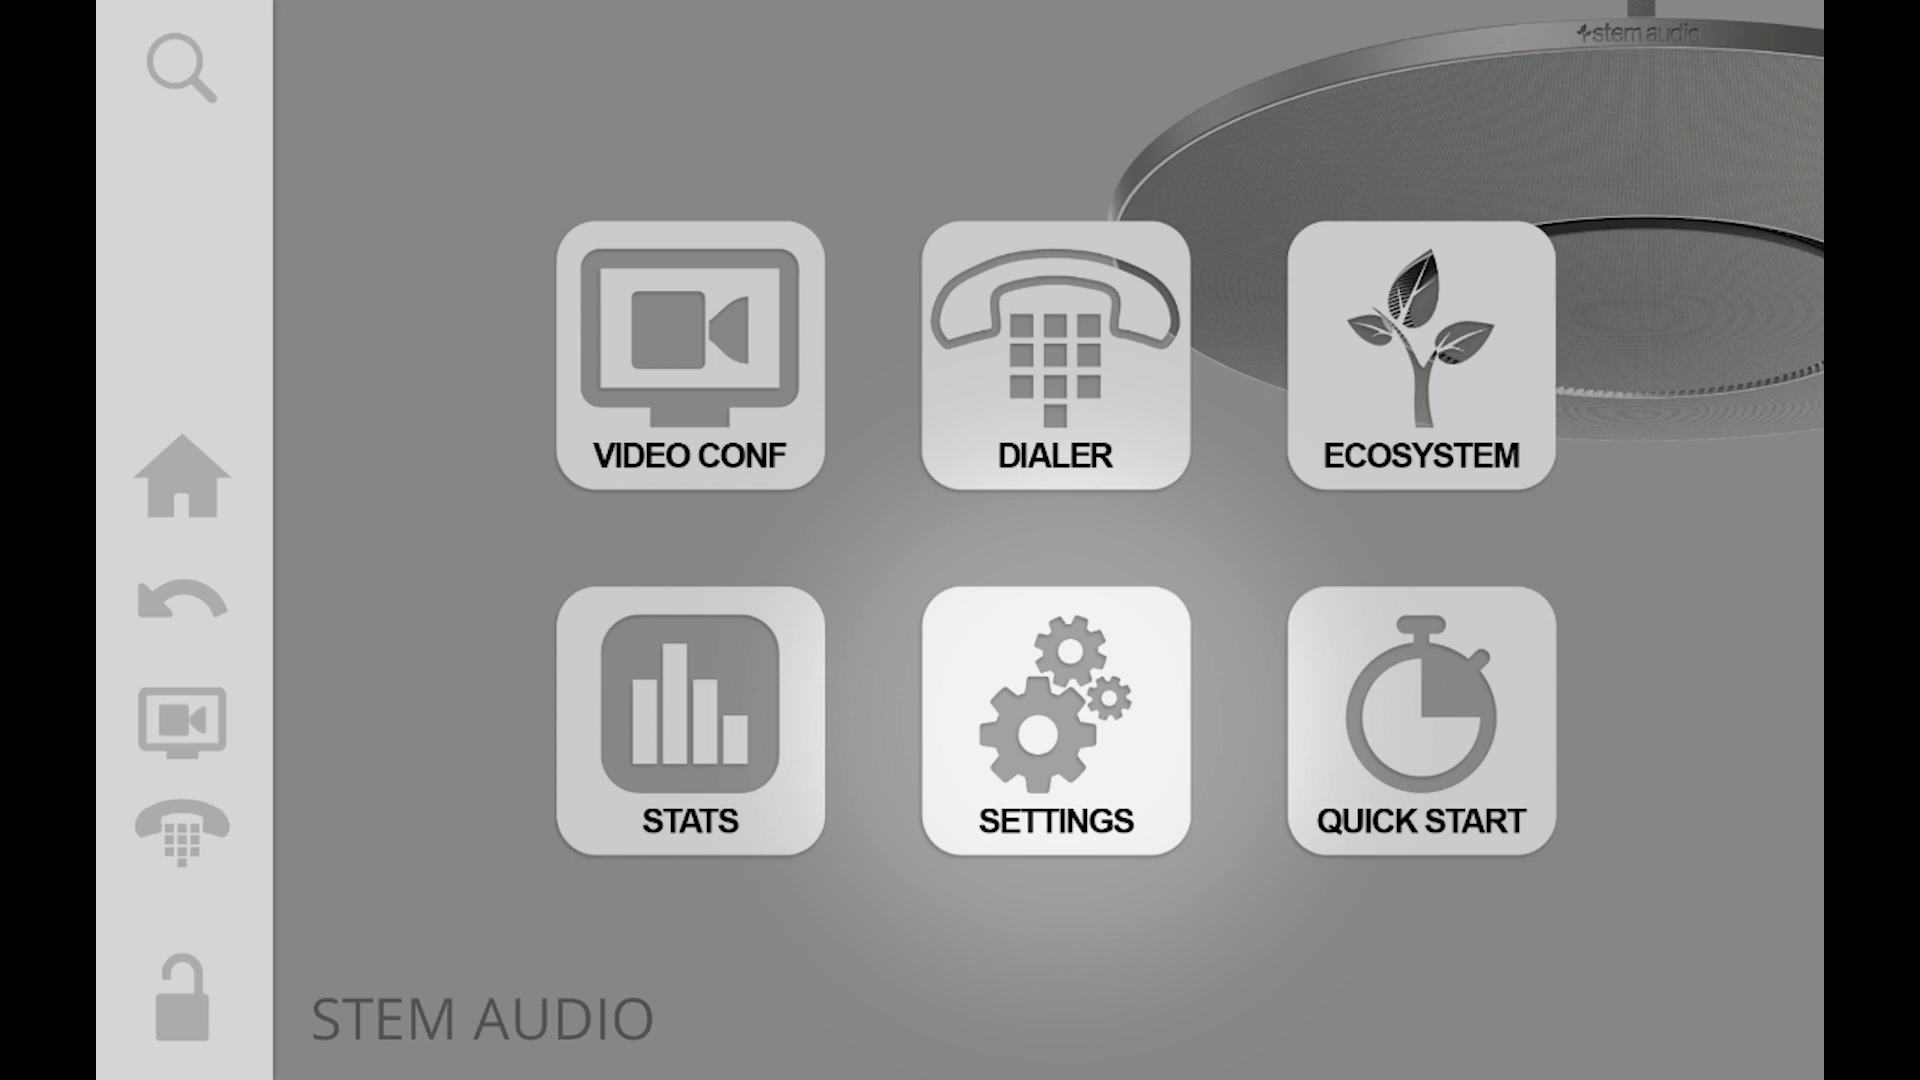 stem audio
VIDEO CONF
DIALER
ECOSYSTEM
STATS
SETTINGS
QUICK START
STEM AUDIO